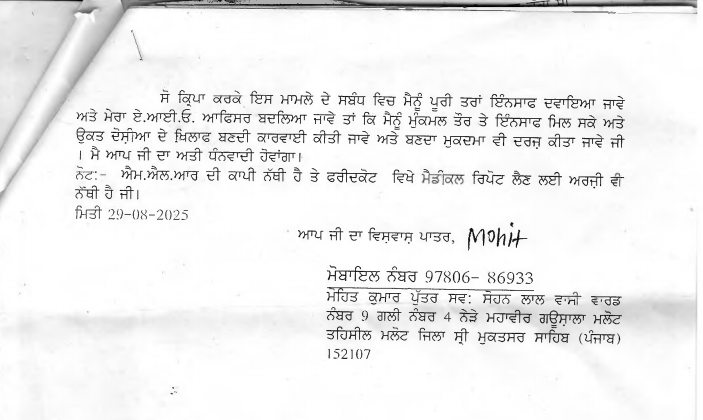 ਸੋ ਕ੍ਰਿਪਾ ਕਰਕੇ ਇਸ ਮਾਮਲੇ ਦੇ ਸਬੰਧ ਵਿਚ ਮੈਨੂੰ ਪੂਰੀ ਤਰਾਂ ਇੰਨਸਾਫ ਦਵਾਇਆ ਜਾਵੇ
ਅਤੇ ਮੇਰਾ ਏ.ਆਈ.ਓ. ਆਫਿਸਰ ਬਦਲਿਆ ਜਾਵੇ ਤਾਂ ਕਿ ਮੈਨੂੰ ਮੁੰਕਮਲ ਤੌਰ ਤੇ ਇੰਨਸਾਫ ਮਿਲ ਸਕੇ ਅਤੇ
ਉਕਤ ਦੋਸ਼ੀਆ ਦੇ ਖਿਲਾਫ ਬਣਦੀ ਕਾਰਵਾਈ ਕੀਤੀ ਜਾਵੇ ਅਤੇ ਬਣਦਾ ਮੁਕਦਮਾ ਵੀ ਦਰਜ਼ ਕੀਤਾ ਜਾਵੇ ਜੀ
। ਮੈ ਆਪ ਜੀ ਦਾ ਅਤੀ ਧੰਨਵਾਦੀ ਹੋਵਾਂਗਾ।
ਨੋਟ:- ਐਮ.ਐਲ.ਆਰ ਦੀ ਕਾਪੀ ਨੱਥੀ ਹੈ ਤੇ ਫਰੀਦਕੋਟ ਵਿਖੇ ਮੈਡੀਕਲ ਰਿਪੋਟ ਲੈਣ ਲਈ ਅਰਜ਼ੀ ਵੀ
ਨੱਥੀ ਹੈ ਜੀ।
ਮਿਤੀ 29-08-2025
ਆਪ ਜੀ ਦਾ ਵਿਸ਼ਵਾਸ਼ ਪਾਤਰ, Mohit
ਮੋਬਾਇਲ ਨੰਬਰ 97806- 86933
ਮੋਹਿਤ ਕੁਮਾਰ ਪੁੱਤਰ ਸਵ: ਸੋਹਨ ਲਾਲ ਵਾਸੀ ਵਾਰਡ
ਨੰਬਰ 9 ਗਲੀ ਨੰਬਰ 4 ਨੇੜੇ ਮਹਾਵੀਰ ਗਊਸ਼ਾਲਾ ਮਲੋਟ
ਤਹਿਸੀਲ ਮਲੋਟ ਜਿਲਾ ਸ੍ਰੀ ਮੁਕਤਸਰ ਸਾਹਿਬ (ਪੰਜਾਬ)
152107